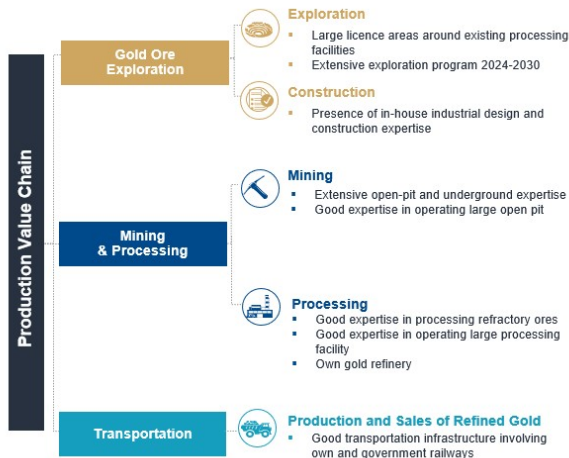 Production Value Chain
Gold Ore
Exploration
Exploration
▪ Large licence areas around existing processing
facilities
▪ Extensive exploration program 2024-2030
Construction
▪ Presence of in-house industrial design and
construction expertise
Mining
& Processing
Mining
▪ Extensive open-pit and underground expertise
▪ Good expertise in operating large open pit
Processing
▪ Good expertise in processing refractory ores
▪ Good expertise in operating large processing
facility
▪ Own gold refinery
Transportation
Production and Sales of Refined Gold
▪ Good transportation infrastructure involving
own and government railways